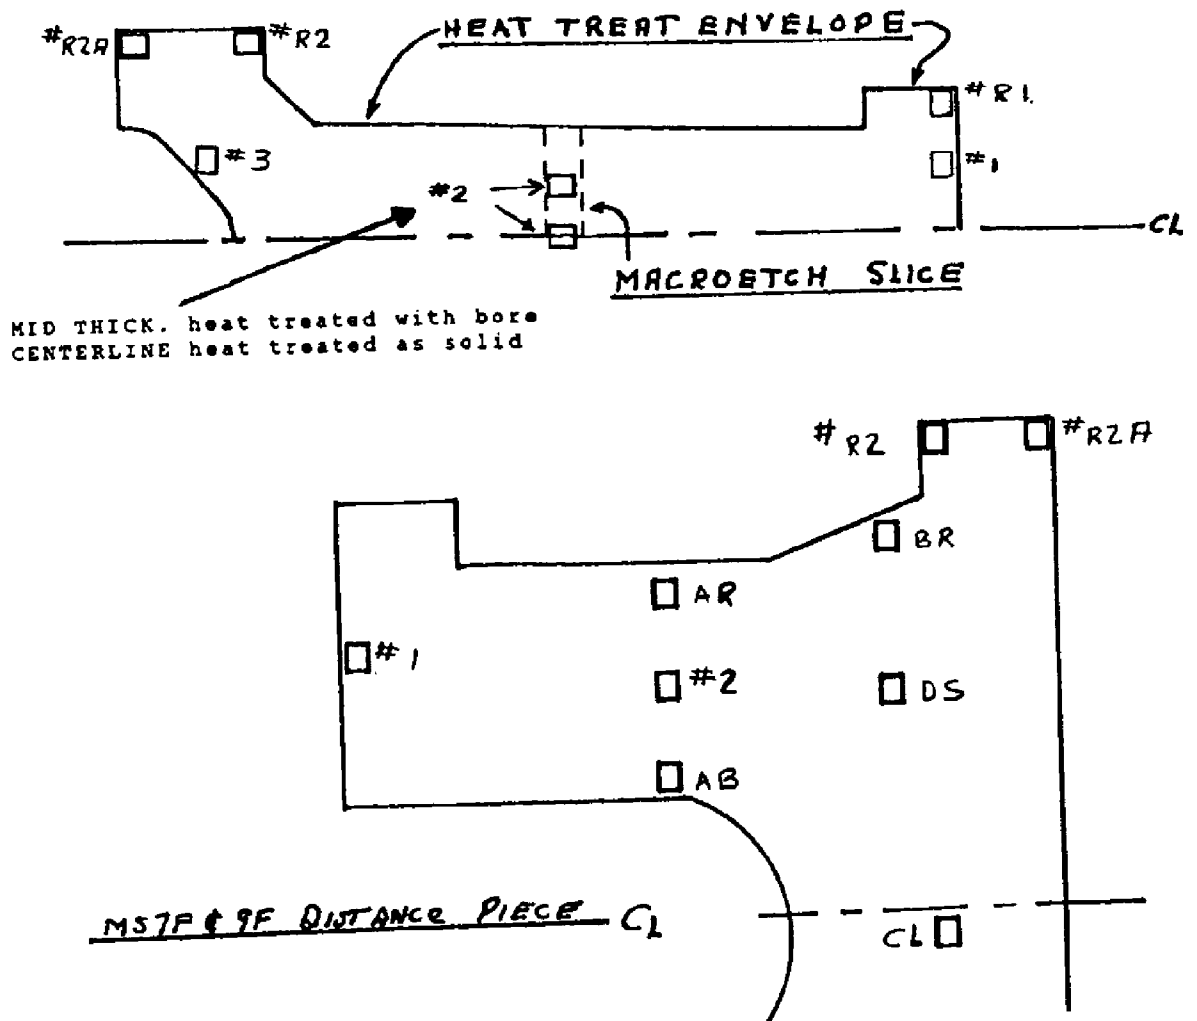 HEAT TREAT ENVELOPE
#R2A
#R2
#R1.
#3
#2
#1
CL
MACROETCH SLICE
MID THICK. heat treated with bore
CENTERLINE heat treated as solid
#R2
#R2A
BR
AR
#1
#2
DS
AB
MS7F & 9F DISTANCE PIECE CL
CL